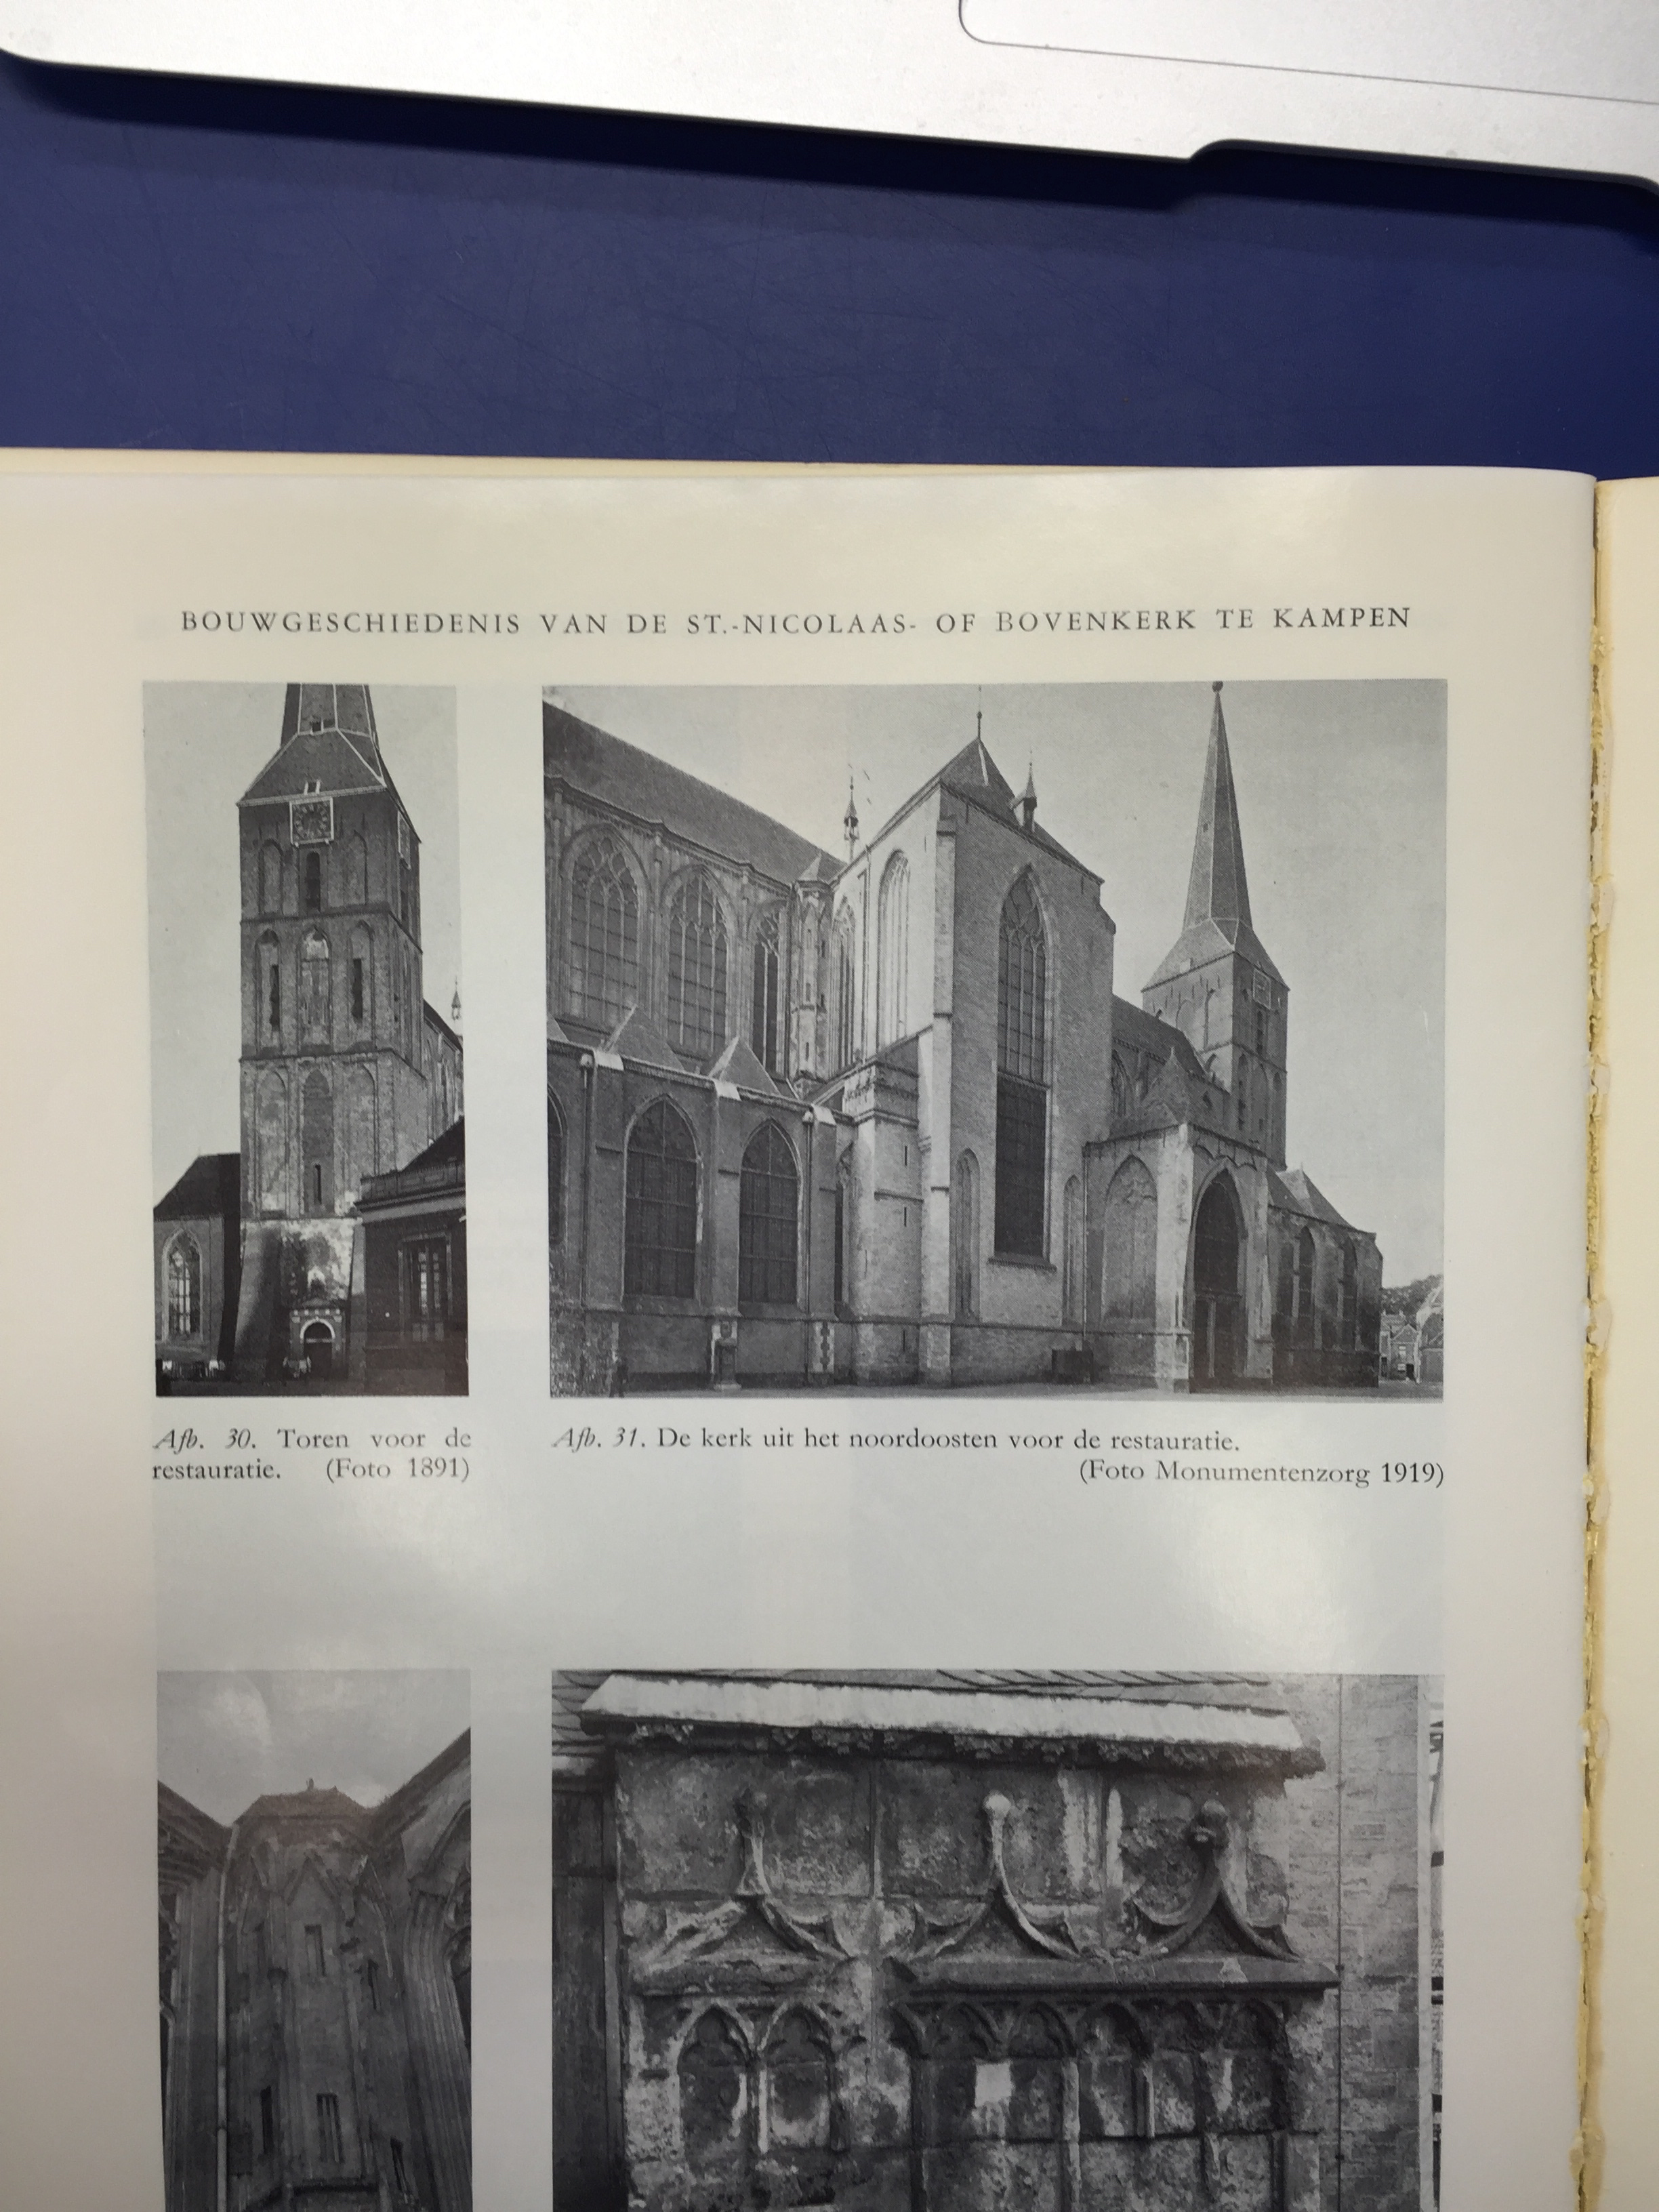 BOUWGESCHIEDENIS VAN DE ST.-NICOLAAS- OF BOVENKERK TE KAMPEN
Afb. 30. Toren voor de
restauratie. (Foto 1891)
Afb. 31. De kerk uit het noordoosten voor de restauratie.
(Foto Monumentenzorg 1919)